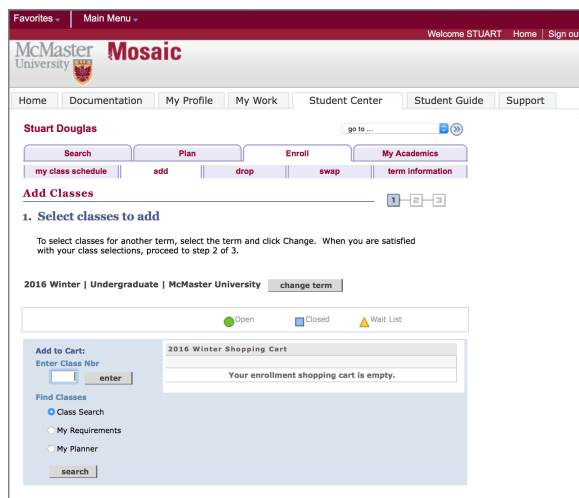 Favorites Main Menu
Welcome STUART Home Sign out
McMaster
University
Mosaic
Home Documentation My Profile My Work Student Center Student Guide Support
Stuart Douglas
go to ...
Search Plan Enroll My Academics
my class schedule add drop swap term information
Add Classes
1 2 3
1. Select classes to add
To select classes for another term, select the term and click Change. When you are satisfied
with your class selections, proceed to step 2 of 3.
2016 Winter | Undergraduate | McMaster University change term
Open Closed Wait List
Add to Cart:
Enter Class Nbr
enter
2016 Winter Shopping Cart
Your enrollment shopping cart is empty.
Find Classes
Class Search
My Requirements
My Planner
search